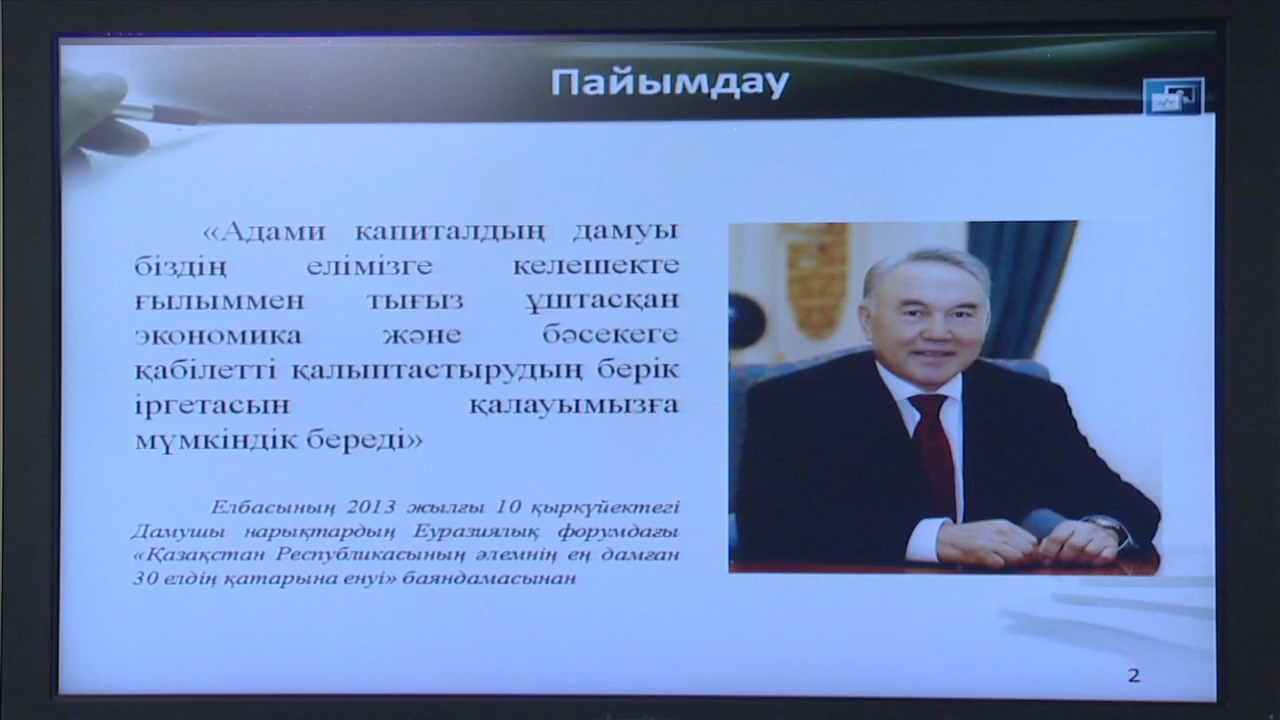 Пайымдау
«Адами капиталдың дамуы
біздің елімізге келешекте
ғылыммен тығыз ұштасқан
экономика және бәсекеге
қабілетті қалыптастырудың берік
іргетасын қалауымызға
мүмкіндік береді»
Елбасының 2013 жылғы 10 қыркүйектегі
Дамушы нарықтардың Еуразиялық форумдағы
«Қазақстан Республикасының әлемнің ең дамған
30 елдің қатарына енуі» баяндамасынан
2